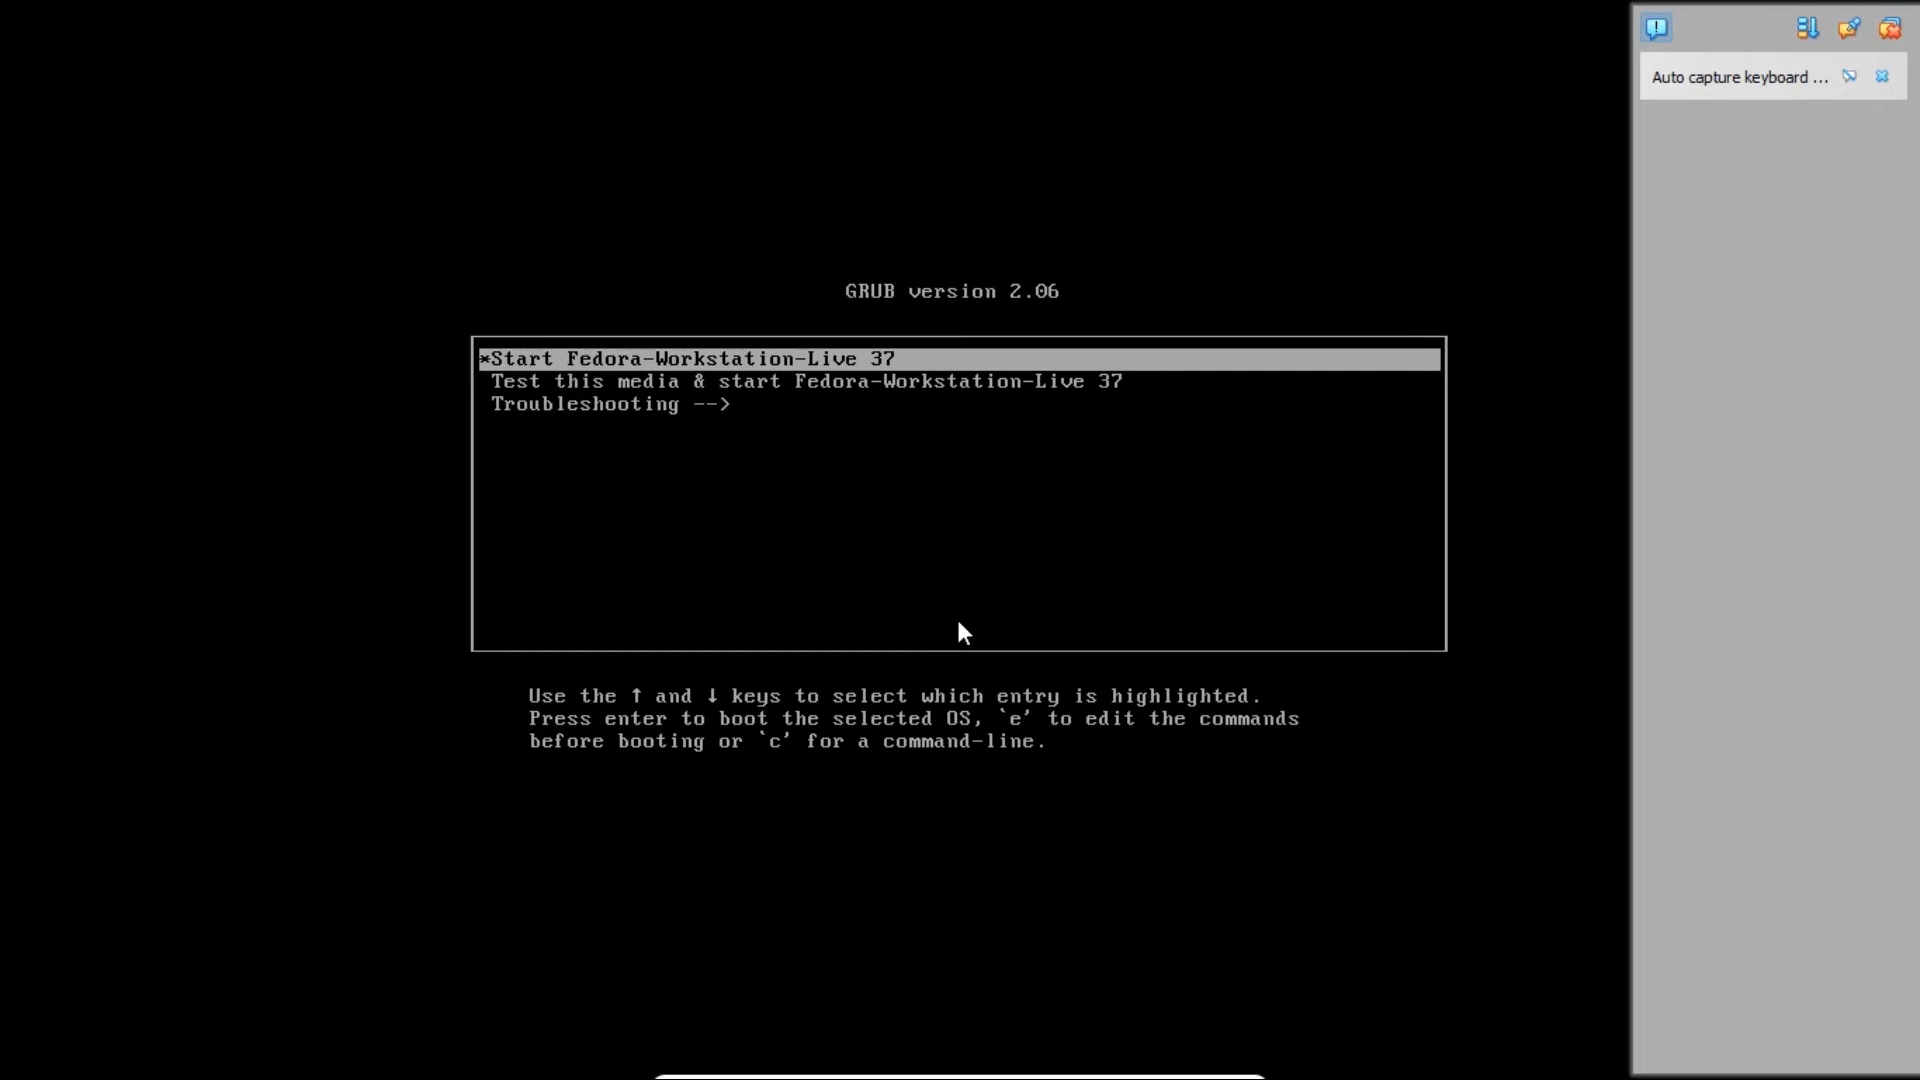 GRUB version 2.06
*Start Fedora-Workstation-Live 37
Test this media & start Fedora-Workstation-Live 37
Troubleshooting -->
Use the ↑ and ↓ keys to select which entry is highlighted.
Press enter to boot the selected OS, `e' to edit the commands
before booting or `c' for a command-line.
Auto capture keyboard ...